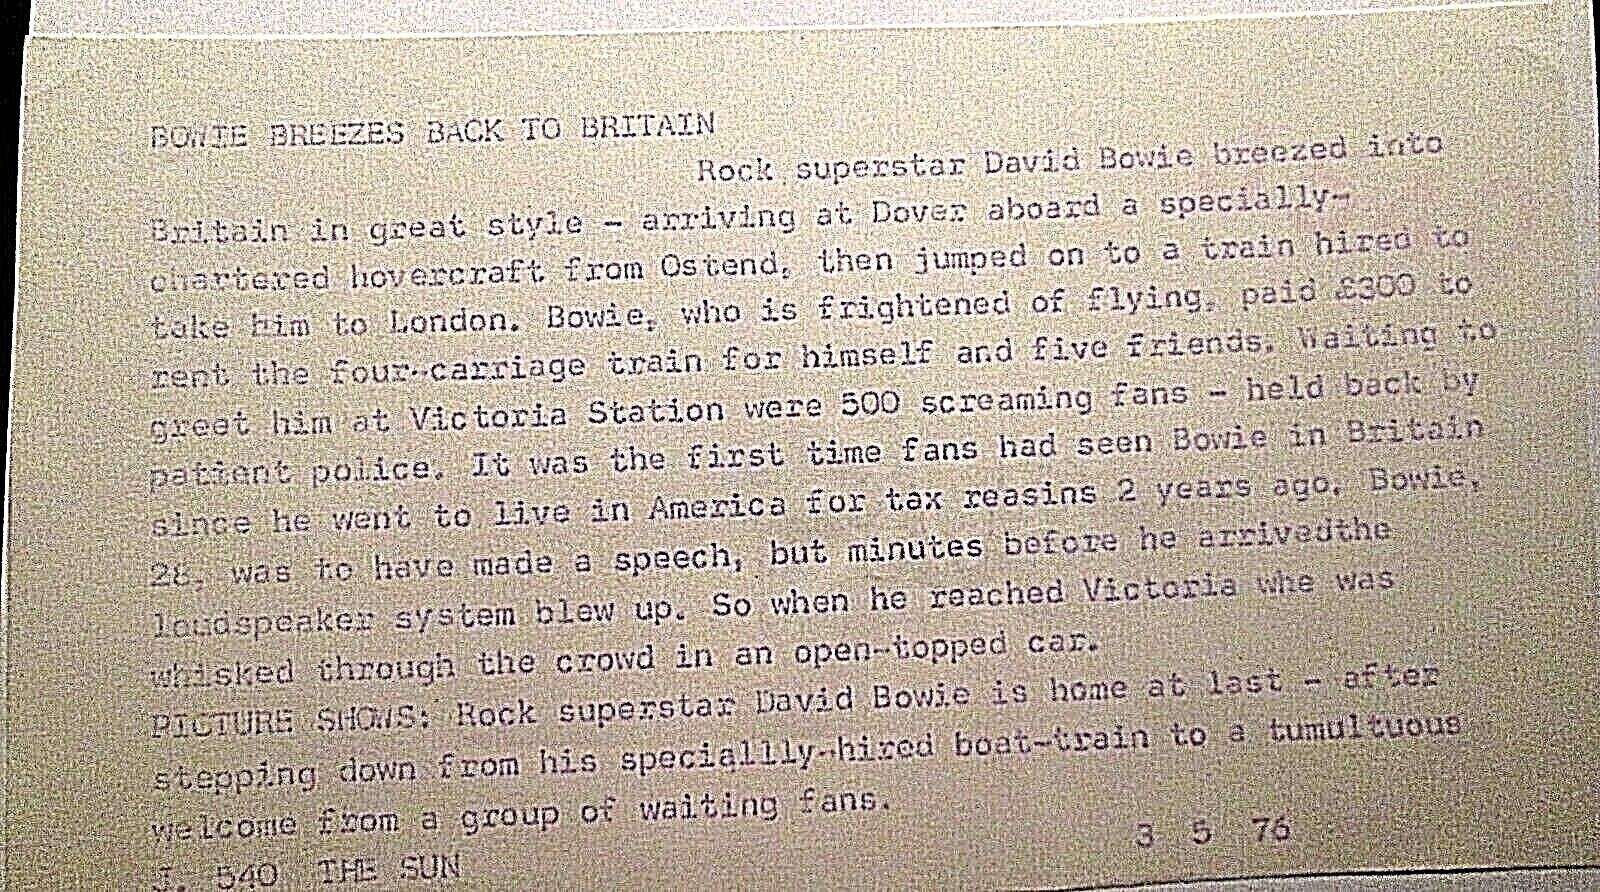 BOWIE BREEZES BACK TO BRITAIN
Rock superstar David Bowie breezed into
Britain in great style - arriving at Dover aboard a specially-
chartered hovercraft from Ostend, then jumped on to a train hired to
take him to London. Bowie, who is frightened of flying, paid £300 to
rent the four-carriage train for himself and five friends. Waiting to
greet him at Victoria Station were 500 screaming fans - held back by
patient police. It was the first time fans had seen Bowie in Britain
since he went to live in America for tax reasins 2 years ago. Bowie,
28, was to have made a speech, but minutes before he arrivedthe
loudspeaker system blew up. So when he reached Victoria whe was
whisked through the crowd in an open-topped car.
PICTURE SHOWS: Rock superstar David Bowie is home at last - after
stepping down from his speciallly-hired boat-train to a tumultuous
welcome from a group of waiting fans.
3 5 76
J. 540 THE SUN